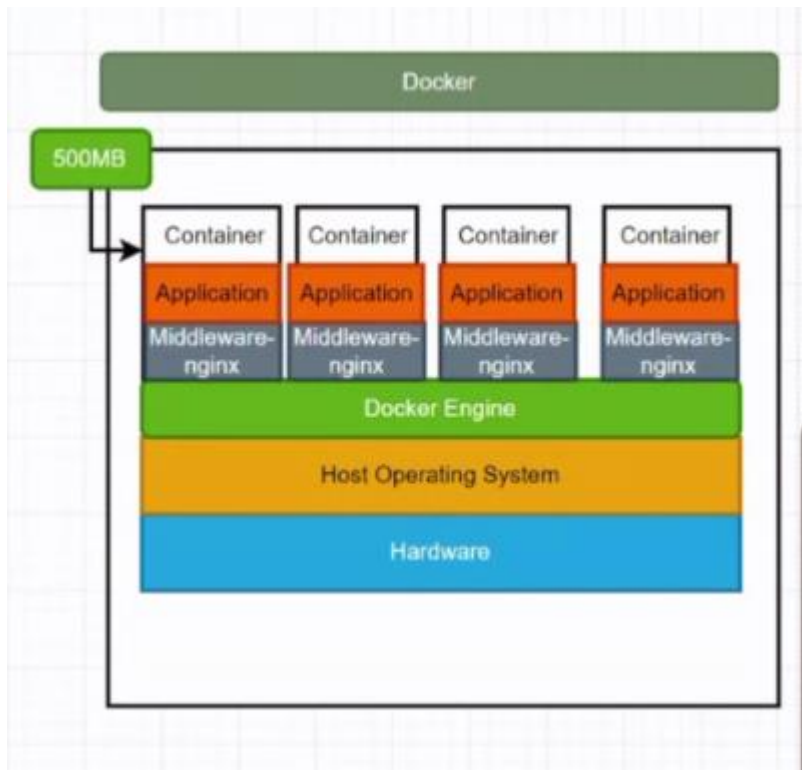 Docker
500MB
Container Container Container Container
Application Application Application Application
Middleware- Middleware- Middleware- Middleware-
nginx nginx nginx nginx
Docker Engine
Host Operating System
Hardware